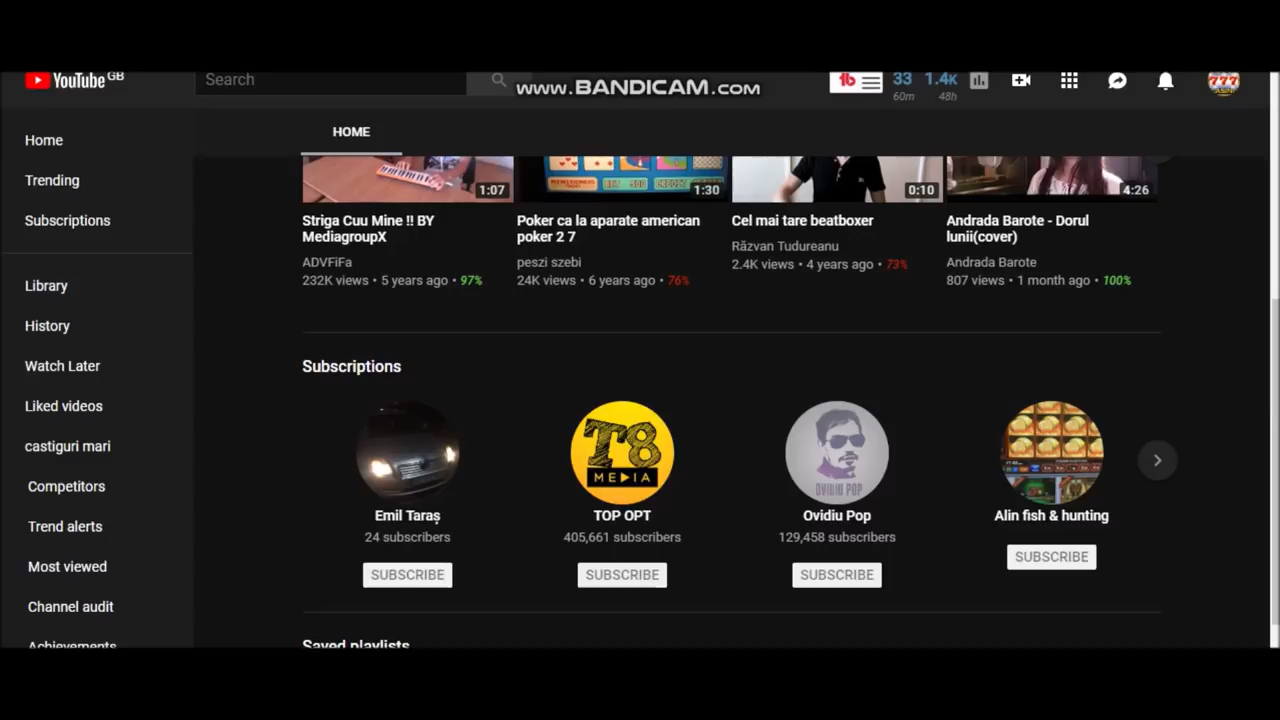 YouTube GB
Search
www.BANDICAM.com
33
1.4K
60m
48h
777
HOME
Home
Trending
Subscriptions
Library
History
Watch Later
Liked videos
castiguri mari
Competitors
Trend alerts
Most viewed
Channel audit
Achievements
1:07
1:30
0:10
4:26
Striga Cuu Mine !! BY
MediagroupX
ADVFiFa
232K views • 5 years ago • 97%
Poker ca la aparate american
poker 2 7
peszi szebi
24K views • 6 years ago • 76%
Cel mai tare beatboxer
Răzvan Tudureanu
2.4K views • 4 years ago • 73%
Andrada Barote - Dorul
lunii(cover)
Andrada Barote
807 views • 1 month ago • 100%
Subscriptions
T8
MEDIA
OVIDIU POP
Emil Taraș
24 subscribers
SUBSCRIBE
TOP OPT
405,661 subscribers
SUBSCRIBE
Ovidiu Pop
129,458 subscribers
SUBSCRIBE
Alin fish & hunting
SUBSCRIBE
Saved playlists